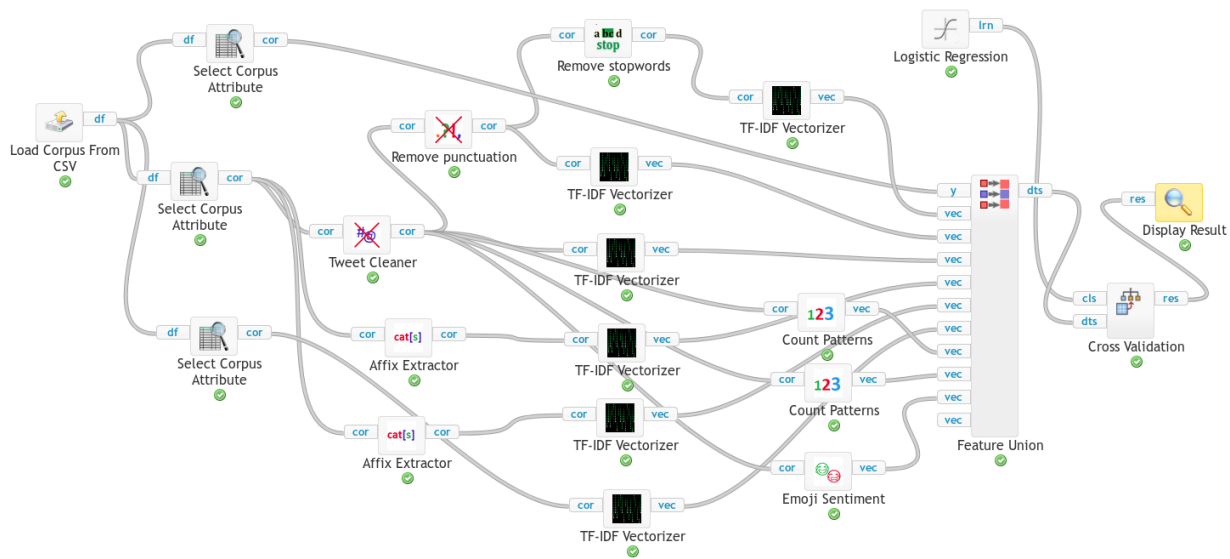 df
cor
Select Corpus
Attribute
df
Load Corpus From
CSV
df
cor
Select Corpus
Attribute
df
cor
Select Corpus
Attribute
cor
#@
cor
Tweet Cleaner
cor
.?!,
cor
Remove punctuation
cor
a bc d
stop
cor
Remove stopwords
cor
vec
TF-IDF Vectorizer
cor
vec
TF-IDF Vectorizer
cor
vec
TF-IDF Vectorizer
cor
cat[s]
cor
Affix Extractor
cor
vec
TF-IDF Vectorizer
cor
cat[s]
cor
Affix Extractor
cor
vec
TF-IDF Vectorizer
cor
vec
TF-IDF Vectorizer
cor
123
vec
Count Patterns
cor
123
vec
Count Patterns
cor
vec
Emoji Sentiment
y
dts
vec
vec
vec
vec
vec
vec
vec
vec
vec
vec
Feature Union
lrn
Logistic Regression
cls
res
dts
Cross Validation
res
Display Result